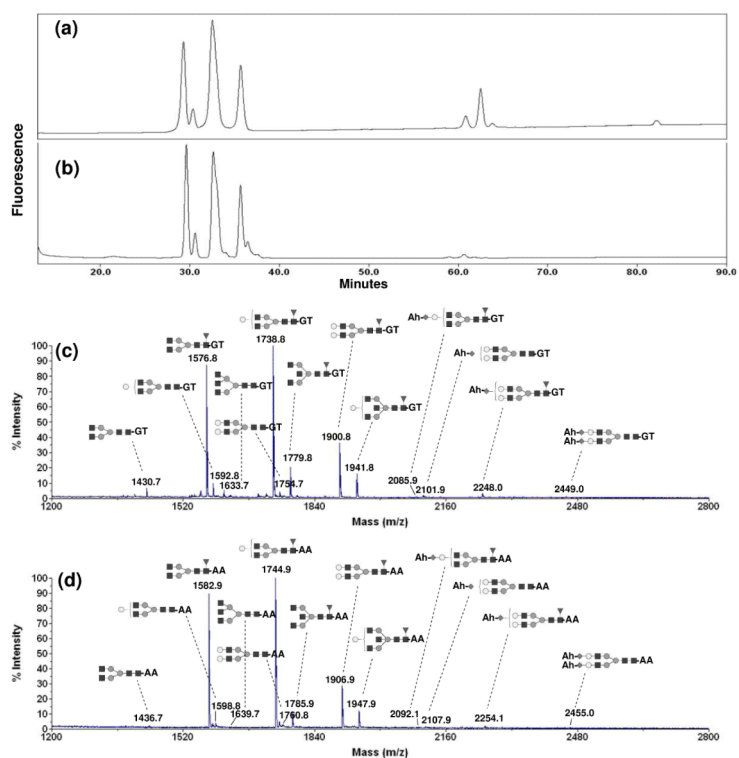 (a)
(b)
Fluorescence
20.0 30.0 40.0 50.0 60.0 70.0 80.0 90.0
Minutes
(c)
GT
1738.8
GT
GT
Ah GT
GT
1576.8
Ah GT
GT
GT
GT
Ah GT
GT
GT
1900.8
GT
1779.8
1941.8
Ah
Ah GT
1430.7
1592.8
1633.7
1754.7
2085.9
2101.9
2248.0
2449.0
% Intensity
100
90
80
70
60
50
40
30
20
10
0
1200 1520 1840 2160 2480 2800
Mass (m/z)
(d)
AA
1744.9
AA
AA
Ah AA
AA
1582.9
Ah AA
AA
AA
AA
Ah AA
AA
AA
AA
Ah
Ah AA
1436.7
1598.8
1639.7
1760.8
1785.9
1906.9
1947.9
2092.1
2107.9
2254.1
2455.0
% Intensity
100
90
80
70
60
50
40
30
20
10
0
1200 1520 1840 2160 2480 2800
Mass (m/z)